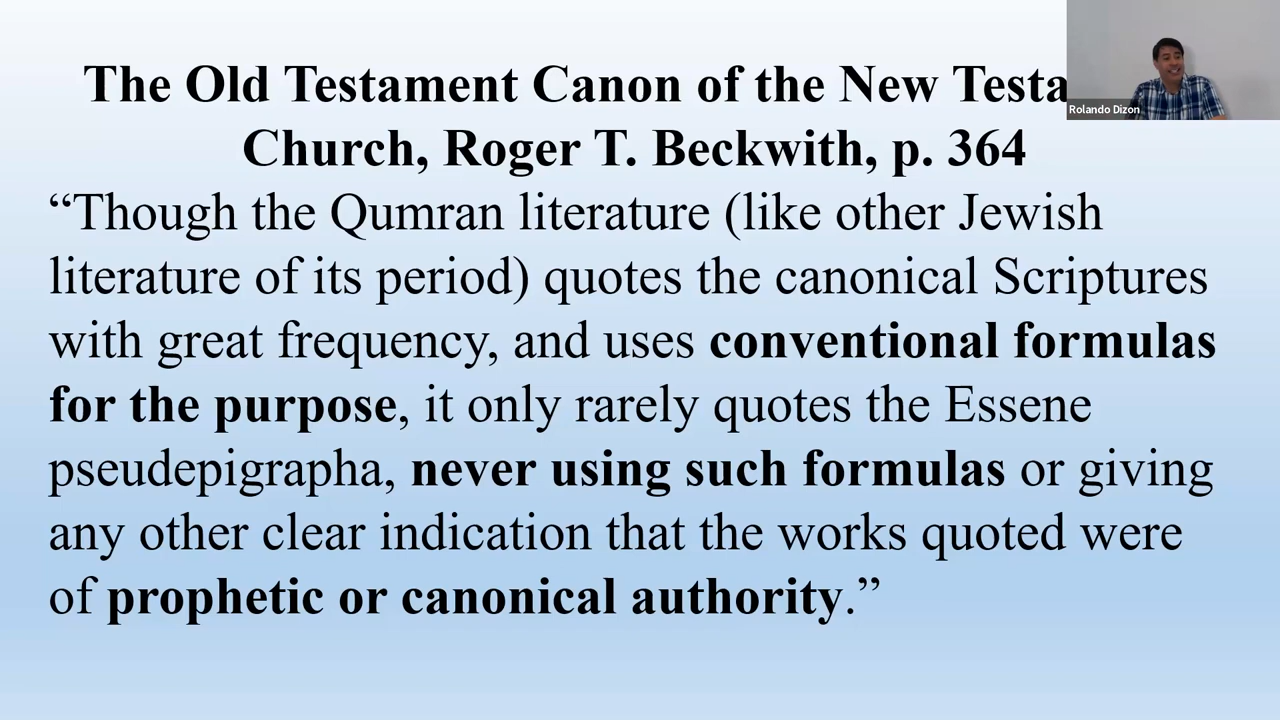 The Old Testament Canon of the New Testa
Church, Roger T. Beckwith, p. 364
“Though the Qumran literature (like other Jewish
literature of its period) quotes the canonical Scriptures
with great frequency, and uses conventional formulas
for the purpose, it only rarely quotes the Essene
pseudepigrapha, never using such formulas or giving
any other clear indication that the works quoted were
of prophetic or canonical authority.”
Rolando Dizon